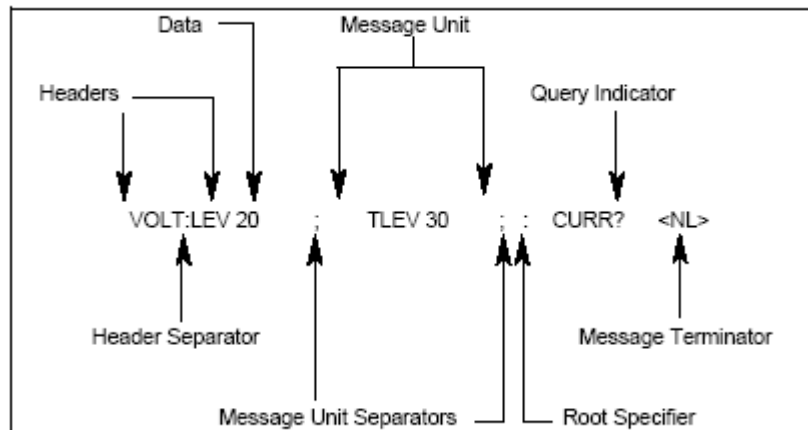 Data Message Unit
Headers Query Indicator
VOLT:LEV 20 ; TLEV 30 ; : CURR? <NL>
Header Separator Message Terminator
Message Unit Separators Root Specifier